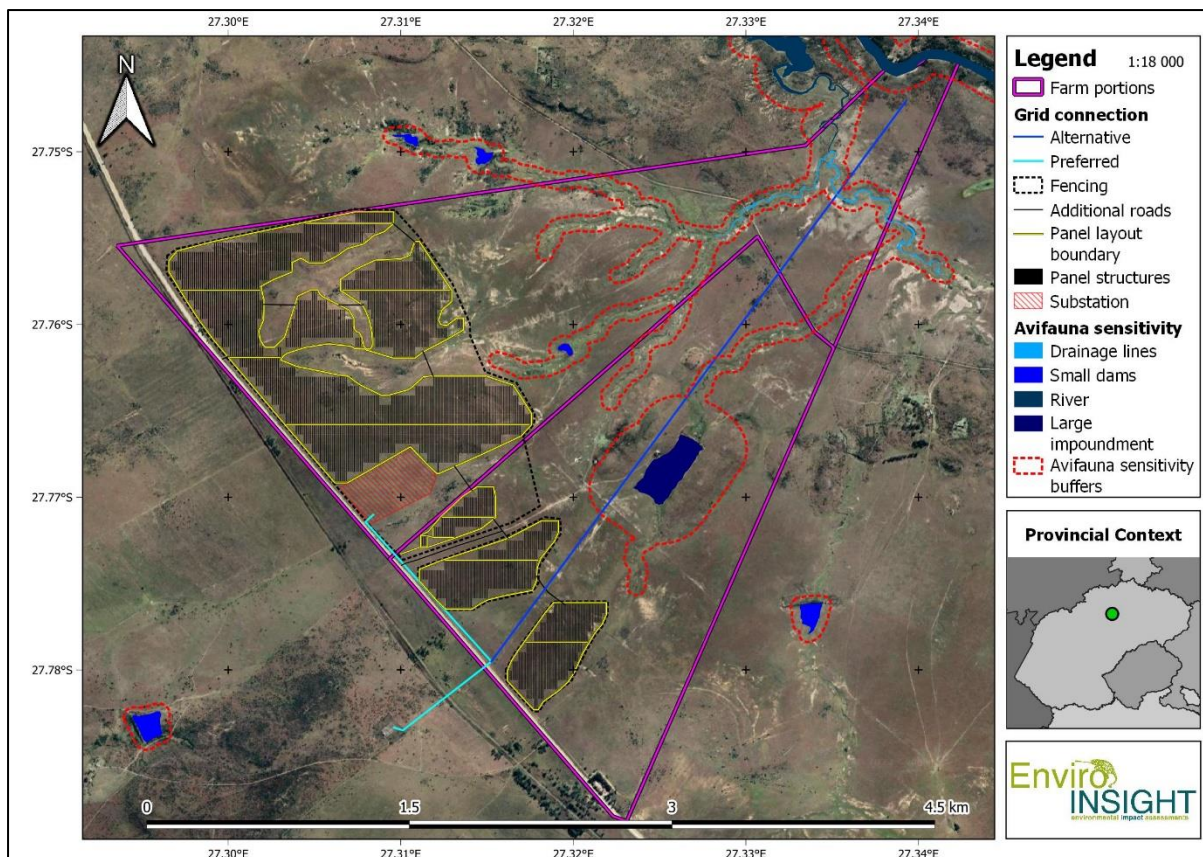 27.30°E 27.31°E 27.32°E 27.33°E 27.34°E
N
27.75°S
27.76°S
27.77°S
27.78°S
0 1.5 3 4.5 km
27.30°E 27.31°E 27.32°E 27.33°E 27.34°E
Legend 1:18 000
Farm portions
Grid connection
Alternative
Preferred
Fencing
Additional roads
Panel layout
boundary
Panel structures
Substation
Avifauna sensitivity
Drainage lines
Small dams
River
Large
impoundment
Avifauna sensitivity
buffers
Provincial Context
Enviro
INSIGHT
environmental impact assessments